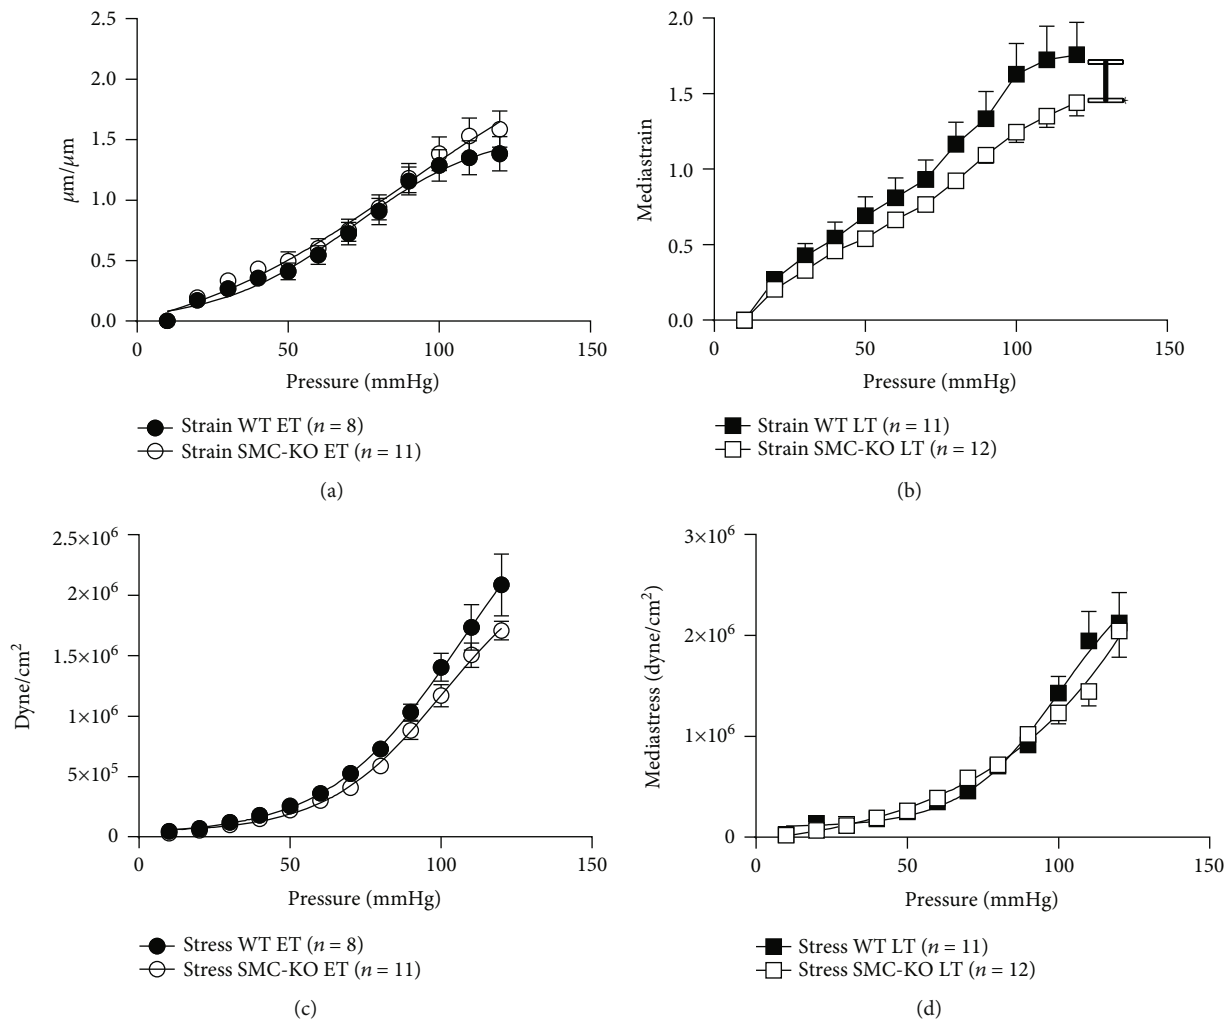 2.5
2.0
1.5
1.0
0.5
0.0
μm/μm
0 50 100 150
Pressure (mmHg)
Strain WT ET (n = 8)
Strain SMC-KO ET (n = 11)
(a)
2.0
1.5
1.0
0.5
0.0
Mediastrain
0 50 100 150
Pressure (mmHg)
Strain WT LT (n = 11)
Strain SMC-KO LT (n = 12)
(b)
2.5×10⁶
2×10⁶
1.5×10⁶
1×10⁶
5×10⁵
0
Dyne/cm²
0 50 100 150
Pressure (mmHg)
Stress WT ET (n = 8)
Stress SMC-KO ET (n = 11)
(c)
3×10⁶
2×10⁶
1×10⁶
0
Mediastress (dyne/cm²)
0 50 100 150
Pressure (mmHg)
Stress WT LT (n = 11)
Stress SMC-KO LT (n = 12)
(d)